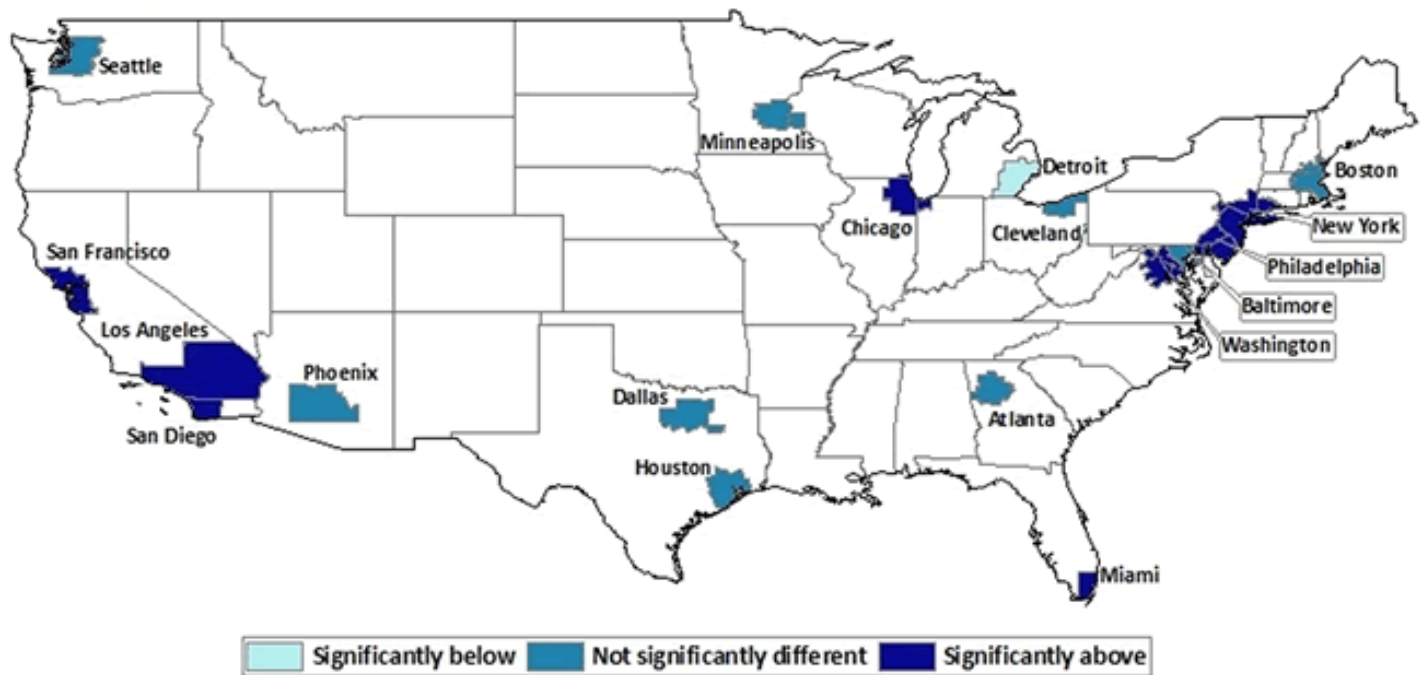 Seattle
Minneapolis
Detroit
Boston
Chicago
Cleveland
New York
San Francisco
Philadelphia
Baltimore
Los Angeles
Washington
Phoenix
Dallas
Atlanta
San Diego
Houston
Miami
Significantly below
Not significantly different
Significantly above